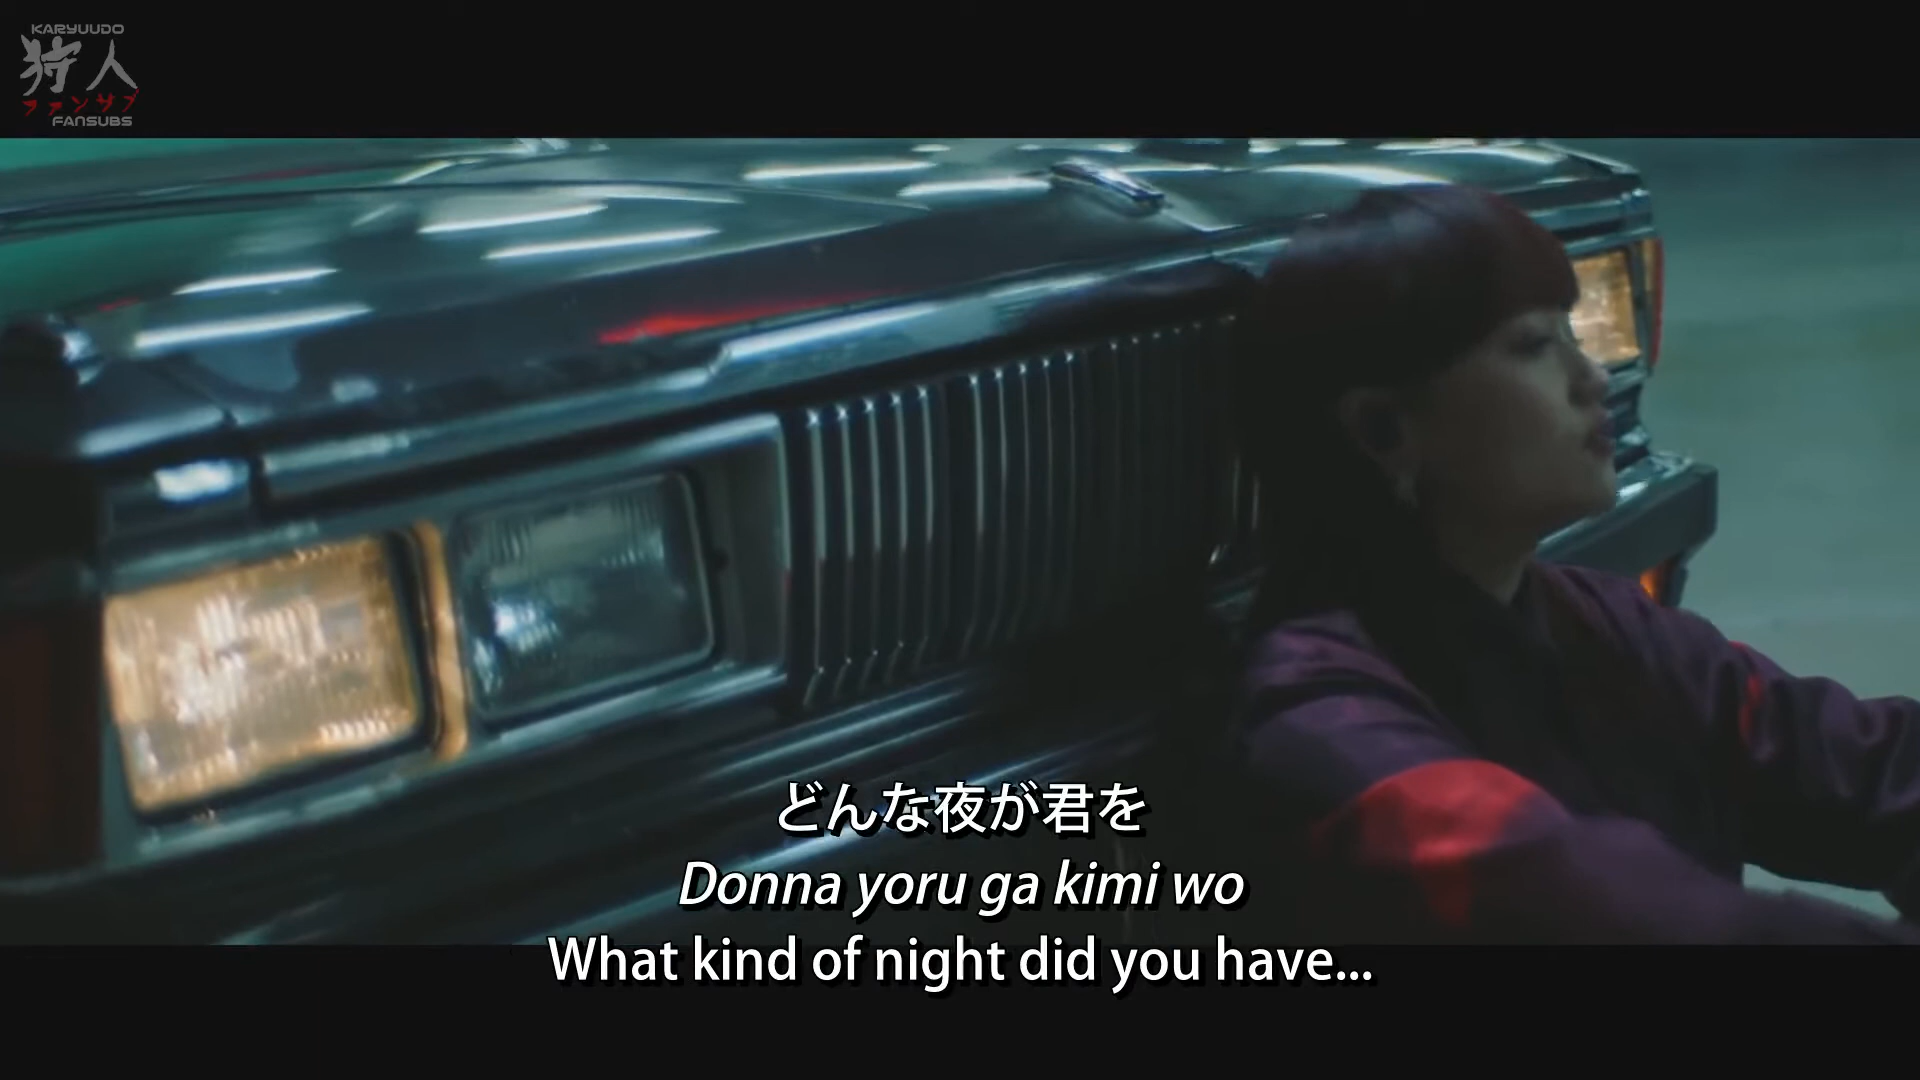 KARYUUDO
狩人
ファンサブ
FANSUBS
どんな夜が君を
Donna yoru ga kimi wo
What kind of night did you have...